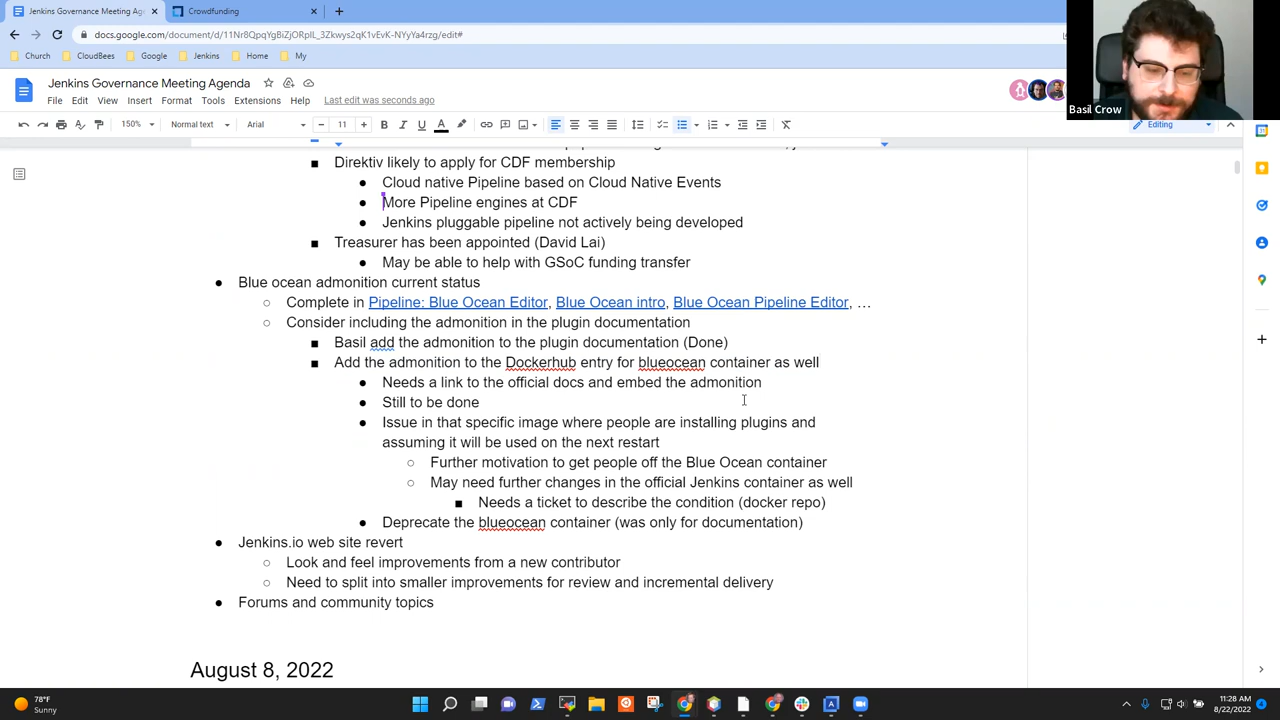 Jenkins Governance Meeting Age
Crowdfunding
docs.google.com/document/d/11Nr8QpqYgBiZjORpIL_3Zkwys2qK1vEvK-NYyYa4rzg/edit#
Church
CloudBees
Google
Jenkins
Home
My
Jenkins Governance Meeting Agenda
File Edit View Insert Format Tools Extensions Help Last edit was seconds ago
Basil Crow
150% Normal text Arial 11 Editing
Direktiv likely to apply for CDF membership
Cloud native Pipeline based on Cloud Native Events
More Pipeline engines at CDF
Jenkins pluggable pipeline not actively being developed
Treasurer has been appointed (David Lai)
May be able to help with GSoC funding transfer
Blue ocean admonition current status
Complete in Pipeline: Blue Ocean Editor, Blue Ocean intro, Blue Ocean Pipeline Editor, …
Consider including the admonition in the plugin documentation
Basil add the admonition to the plugin documentation (Done)
Add the admonition to the Dockerhub entry for blueocean container as well
Needs a link to the official docs and embed the admonition
Still to be done
Issue in that specific image where people are installing plugins and
assuming it will be used on the next restart
Further motivation to get people off the Blue Ocean container
May need further changes in the official Jenkins container as well
Needs a ticket to describe the condition (docker repo)
Deprecate the blueocean container (was only for documentation)
Jenkins.io web site revert
Look and feel improvements from a new contributor
Need to split into smaller improvements for review and incremental delivery
Forums and community topics
August 8, 2022
78°F
Sunny
11:28 AM
8/22/2022